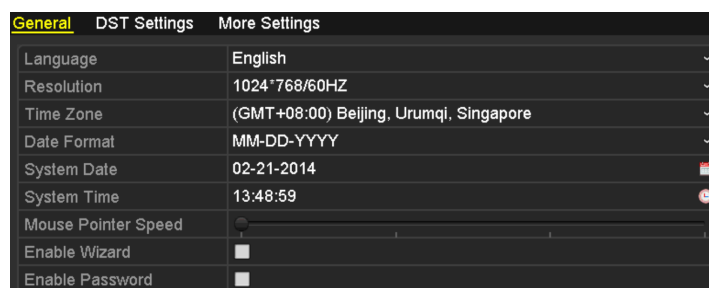 General DST Settings More Settings
Language English
Resolution 1024*768/60HZ
Time Zone (GMT+08:00) Beijing, Urumqi, Singapore
Date Format MM-DD-YYYY
System Date 02-21-2014
System Time 13:48:59
Mouse Pointer Speed
Enable Wizard
Enable Password